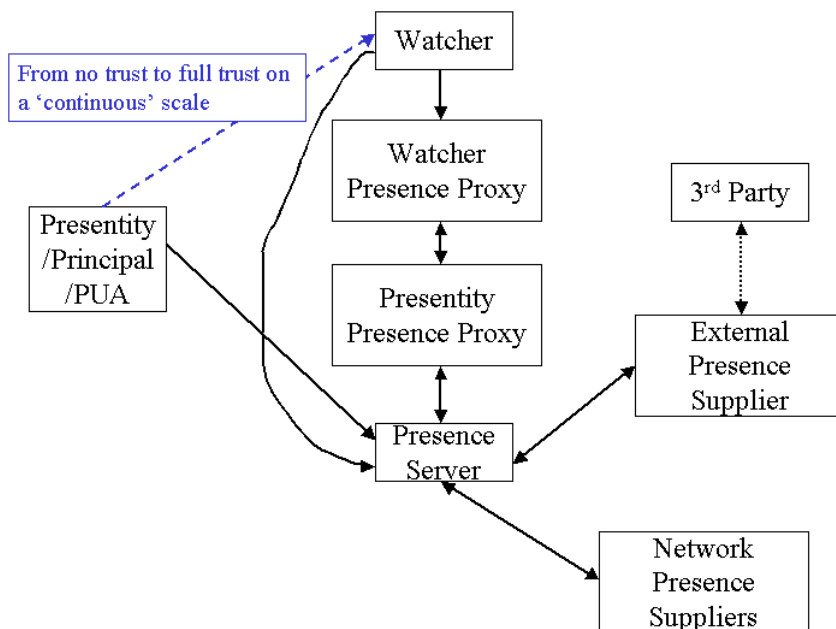 Watcher
From no trust to full trust on
a ‘continuous’ scale
Watcher
Presence Proxy
3rd Party
Presentity
/Principal
/PUA
Presentity
Presence Proxy
External
Presence
Supplier
Presence
Server
Network
Presence
Suppliers